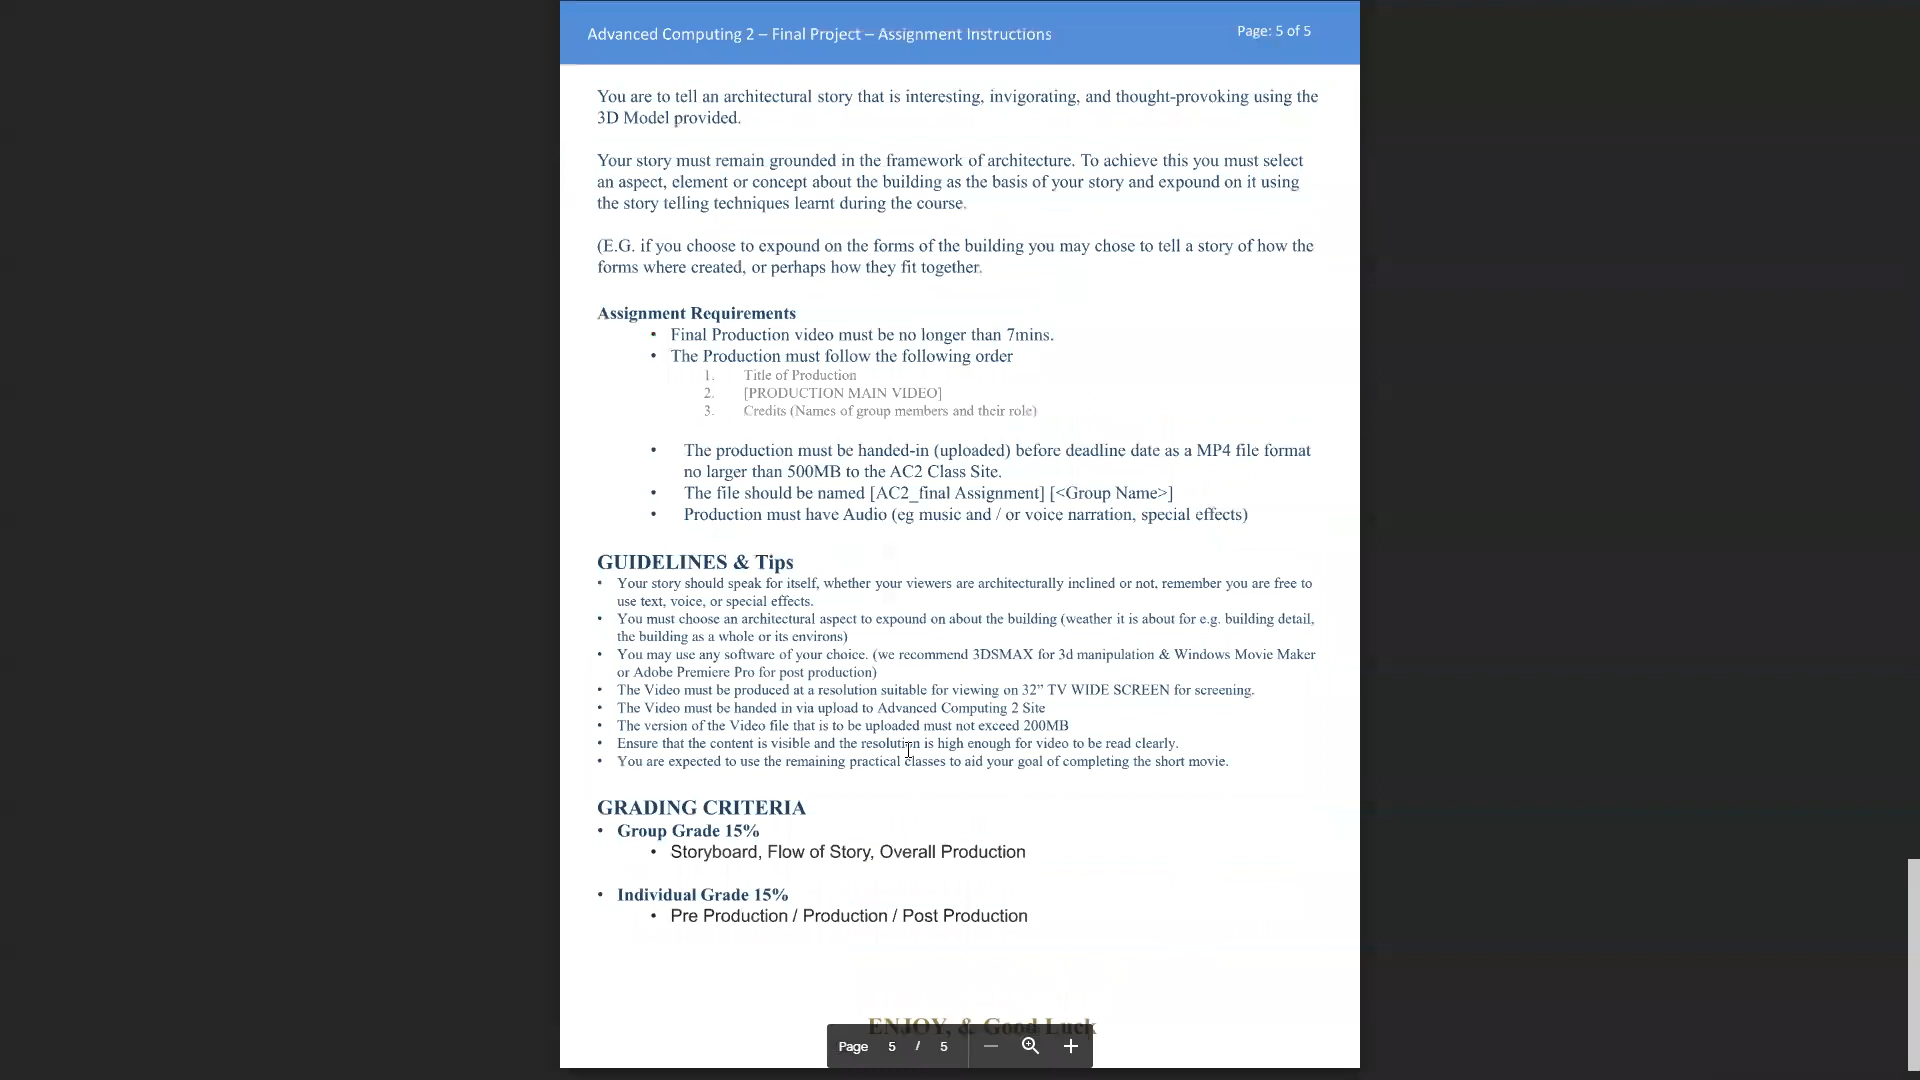 Advanced Computing 2 – Final Project – Assignment Instructions
Page: 5 of 5
You are to tell an architectural story that is interesting, invigorating, and thought-provoking using the
3D Model provided.
Your story must remain grounded in the framework of architecture. To achieve this you must select
an aspect, element or concept about the building as the basis of your story and expound on it using
the story telling techniques learnt during the course.
(E.G. if you choose to expound on the forms of the building you may chose to tell a story of how the
forms where created, or perhaps how they fit together.
Assignment Requirements
• Final Production video must be no longer than 7mins.
• The Production must follow the following order
1. Title of Production
2. [PRODUCTION MAIN VIDEO]
3. Credits (Names of group members and their role)
• The production must be handed-in (uploaded) before deadline date as a MP4 file format
no larger than 500MB to the AC2 Class Site.
• The file should be named [AC2_final Assignment] [<Group Name>]
• Production must have Audio (eg music and / or voice narration, special effects)
GUIDELINES & Tips
• Your story should speak for itself, whether your viewers are architecturally inclined or not, remember you are free to
use text, voice, or special effects.
• You must choose an architectural aspect to expound on about the building (weather it is about for e.g. building detail,
the building as a whole or its environs)
• You may use any software of your choice. (we recommend 3DSMAX for 3d manipulation & Windows Movie Maker
or Adobe Premiere Pro for post production)
• The Video must be produced at a resolution suitable for viewing on 32” TV WIDE SCREEN for screening.
• The Video must be handed in via upload to Advanced Computing 2 Site
• The version of the Video file that is to be uploaded must not exceed 200MB
• Ensure that the content is visible and the resolution is high enough for video to be read clearly.
• You are expected to use the remaining practical classes to aid your goal of completing the short movie.
GRADING CRITERIA
• Group Grade 15%
• Storyboard, Flow of Story, Overall Production
• Individual Grade 15%
• Pre Production / Production / Post Production
ENJOY, & Good Luck
Page 5 / 5